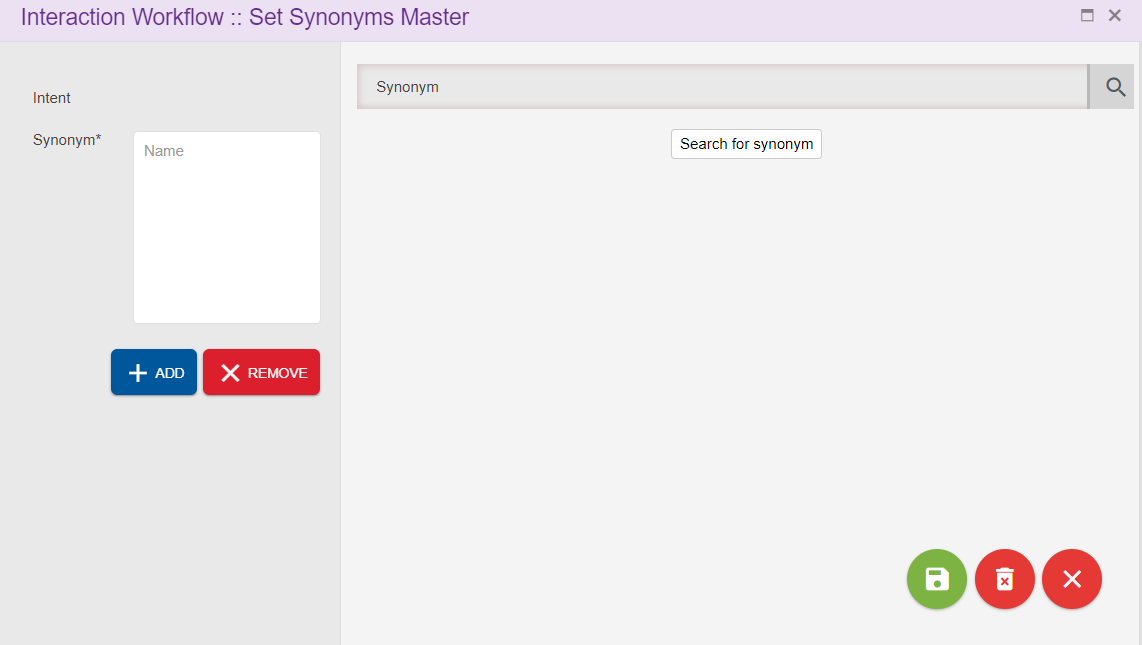 Interaction Workflow :: Set Synonyms Master
Intent
Synonym*
Name
ADD
REMOVE
Synonym
Search for synonym